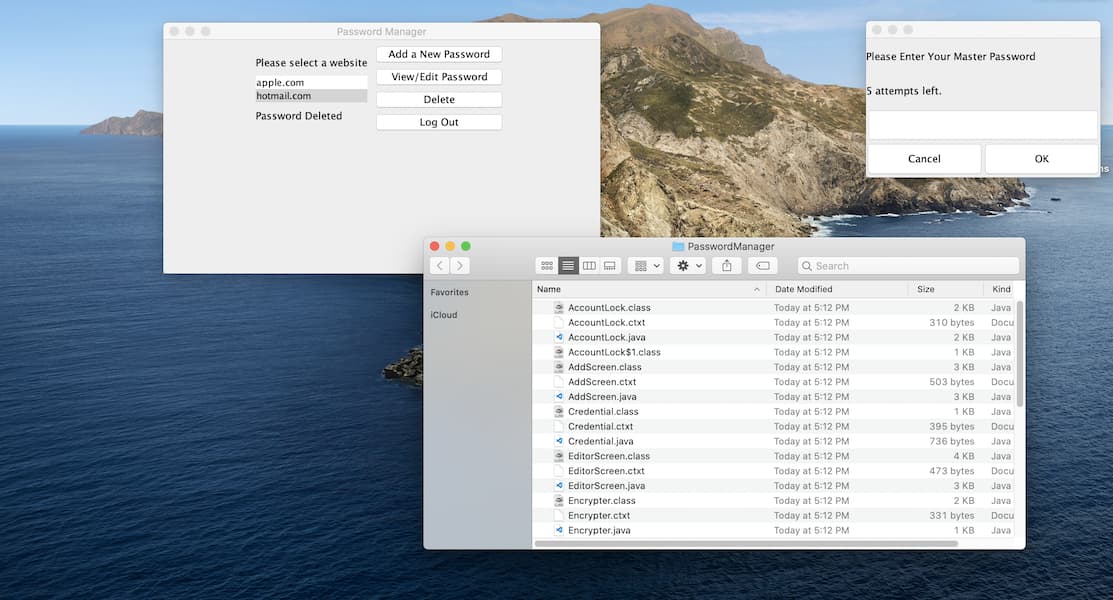 Password Manager
Please select a website
apple.com
hotmail.com
Password Deleted
Add a New Password
View/Edit Password
Delete
Log Out
Please Enter Your Master Password
5 attempts left.
Cancel
OK
ns
PasswordManager
Search
Favorites
iCloud
Name Date Modified Size Kind
AccountLock.class Today at 5:12 PM 2 KB Java
AccountLock.ctxt Today at 5:12 PM 310 bytes Docu
AccountLock.java Today at 5:12 PM 2 KB Java
AccountLock$1.class Today at 5:12 PM 1 KB Java
AddScreen.class Today at 5:12 PM 3 KB Java
AddScreen.ctxt Today at 5:12 PM 503 bytes Docu
AddScreen.java Today at 5:12 PM 3 KB Java
Credential.class Today at 5:12 PM 1 KB Java
Credential.ctxt Today at 5:12 PM 395 bytes Docu
Credential.java Today at 5:12 PM 736 bytes Java
EditorScreen.class Today at 5:12 PM 4 KB Java
EditorScreen.ctxt Today at 5:12 PM 473 bytes Docu
EditorScreen.java Today at 5:12 PM 3 KB Java
Encrypter.class Today at 5:12 PM 2 KB Java
Encrypter.ctxt Today at 5:12 PM 331 bytes Docu
Encrypter.java Today at 5:12 PM 1 KB Java